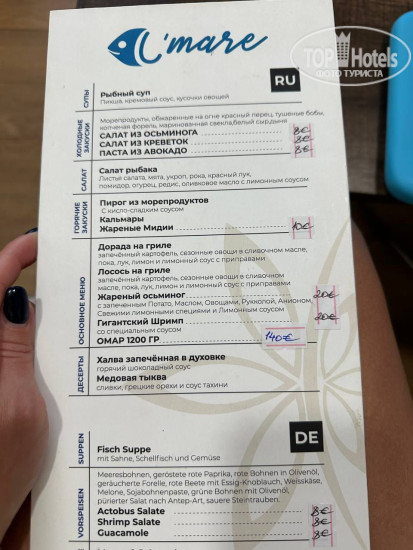 L'mare
TOP Hotels
ФОТО ТУРИСТА
RU
СУПЫ
Рыбный суп
Пикша, кремовый соус, кусочки овощей
ХОЛОДНЫЕ ЗАКУСКИ
Морепродукты, обжаренные на огне красный перец, тушеные бобы,
копченая форель, маринованная свекла,белый сыр,дыня
САЛАТ ИЗ ОСЬМИНОГА 8€
САЛАТ ИЗ КРЕВЕТОК 8€
ПАСТА ИЗ АВОКАДО 8€
САЛАТ
Салат рыбака
Листья салата, мята, укроп, рока, красный лук,
помидор, огурец, редис, оливковое масло с лимонным соусом
ГОРЯЧИЕ ЗАКУСКИ
Пирог из морепродуктов
С кисло-сладким соусом
Кальмары
Жареные Мидии 10€
ОСНОВНОЕ МЕНЮ
Дорада на гриле
запечённый картофель, сезонные овощи в сливочном масле,
рока, лук, лимон и лимонный соус с приправами
Лосось на гриле
запечённый картофель, сезонные овощи в сливочном
масле, рока, лук, лимон и лимонный соус с приправами
Жареный осьминог 20€
с запеченным Потато, Маслом, Овощами, Рукколой, Анионом,
Свежими лимонными специями и Лимонным соусом
Гигантский Шримп 20€
со специальным соусом
ОМАР 1200 ГР 140€
ДЕСЕРТЫ
Халва запечённая в духовке
горячий шоколадный соус
Медовая тыква
сливки, грецкие орехи и соус тахини
DE
SUPPEN
Fisch Suppe
mit Sahne, Schellfisch und Gemüse
VORSPEISEN
Meeresbohnen, geröstete rote Paprika, rote Bohnen in Olivenöl,
geräucherte Forelle, rote Beete mit Essig-Knoblauch, Weisskäse,
Melone, Sojabohnenpaste, grüne Bohnen mit Olivenöl,
pürierter Salat nach Antep-Art, sauere Steintrauben.
Actobus Salate 8€
Shrimp Salate 8€
Guacamole 8€